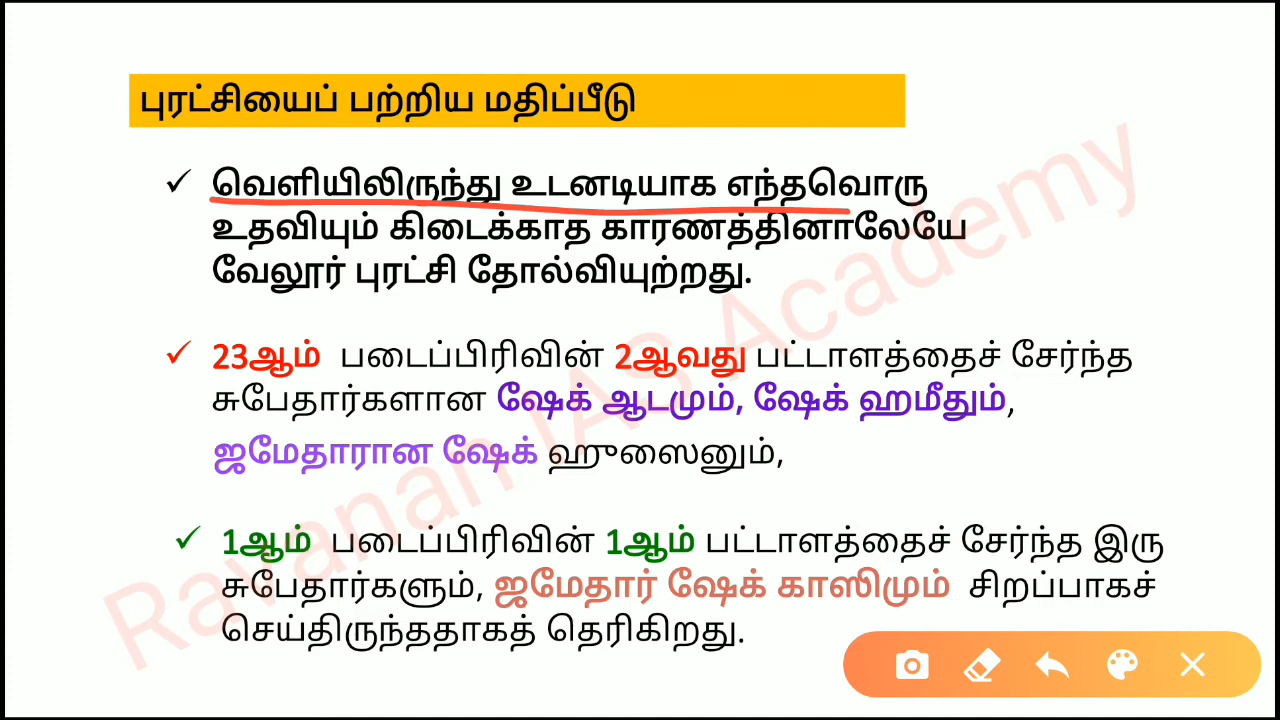 புரட்சியைப் பற்றிய மதிப்பீடு
வெளியிலிருந்து உடனடியாக எந்தவொரு
உதவியும் கிடைக்காத காரணத்தினாலேயே
வேலூர் புரட்சி தோல்வியுற்றது.
23ஆம் படைப்பிரிவின் 2ஆவது பட்டாளத்தைச் சேர்ந்த
சுபேதார்களான ஷேக் ஆடமும், ஷேக் ஹமீதும்,
ஜமேதாரான ஷேக் ஹுஸைனும்,
1ஆம் படைப்பிரிவின் 1ஆம் பட்டாளத்தைச் சேர்ந்த இரு
சுபேதார்களும், ஜமேதார் ஷேக் காஸிமும் சிறப்பாகச்
செய்திருந்ததாகத் தெரிகிறது.
Ravanan IAS Academy